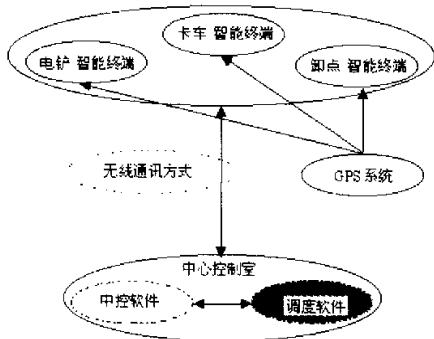 卡车 智能终端
电铲 智能终端
卸点 智能终端
无线通讯方式
GPS 系统
中心控制室
中控软件
调度软件